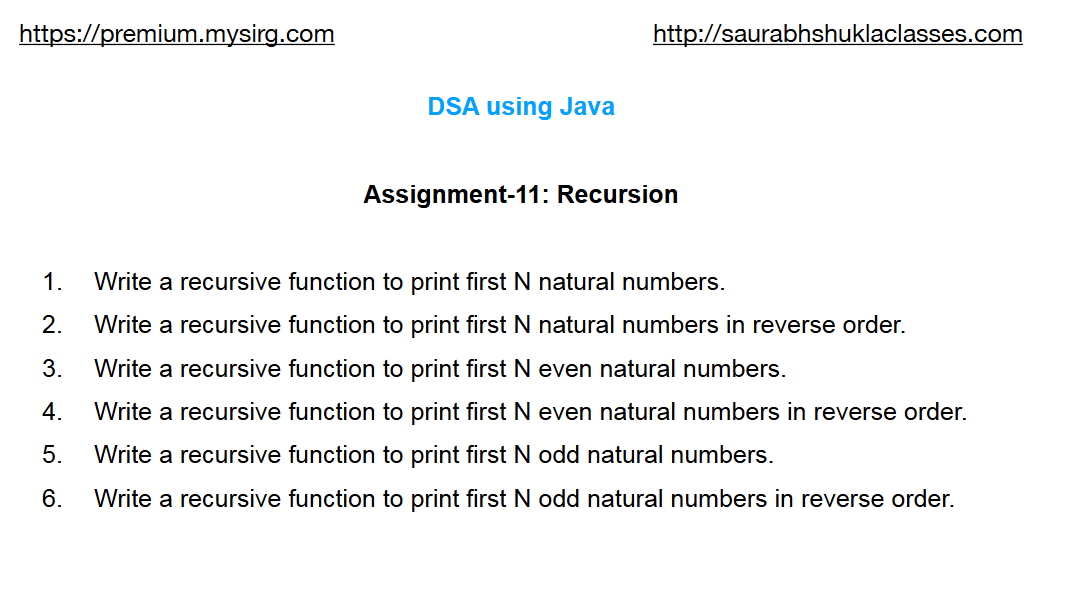 https://premium.mysirg.com http://saurabhshuklaclasses.com
DSA using Java
Assignment-11: Recursion
1. Write a recursive function to print first N natural numbers.
2. Write a recursive function to print first N natural numbers in reverse order.
3. Write a recursive function to print first N even natural numbers.
4. Write a recursive function to print first N even natural numbers in reverse order.
5. Write a recursive function to print first N odd natural numbers.
6. Write a recursive function to print first N odd natural numbers in reverse order.